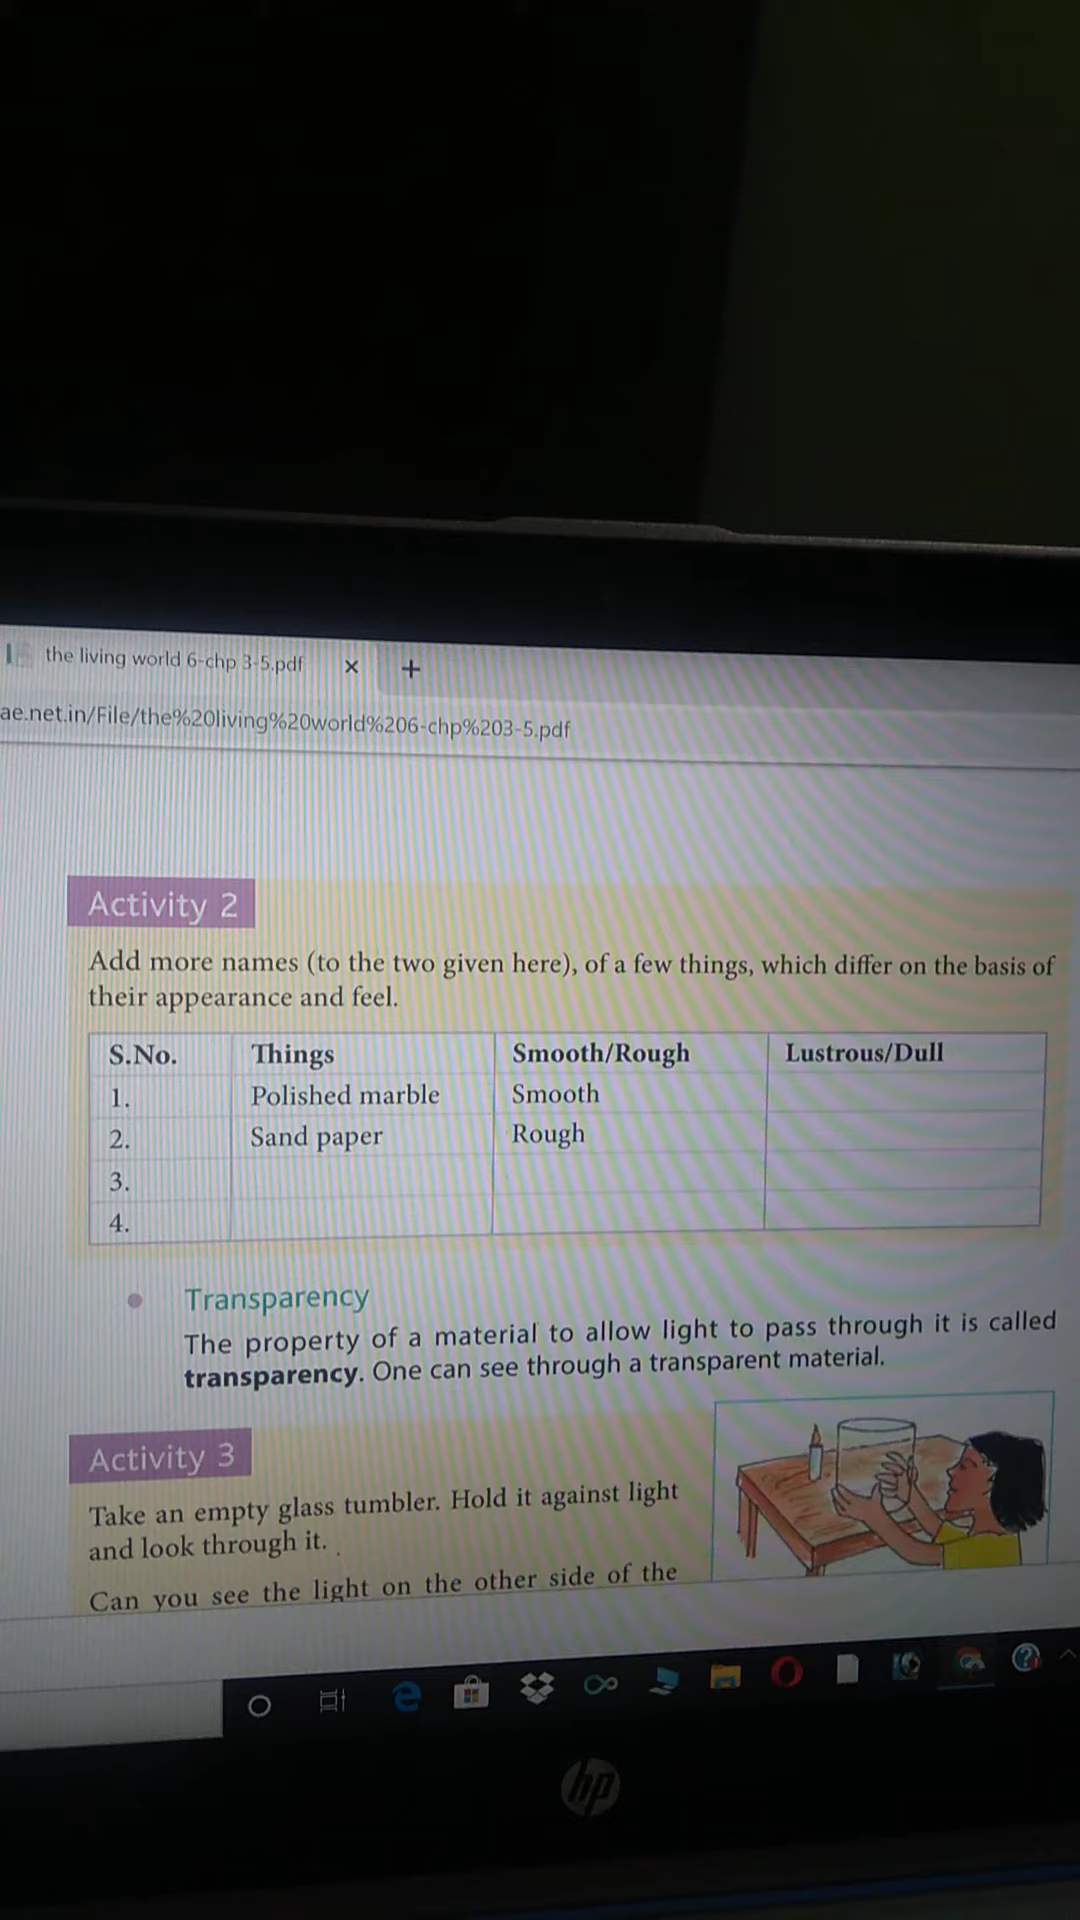 the living world 6-chp 3-5.pdf × +
ae.net.in/File/the%20living%20world%206-chp%203-5.pdf
Activity 2
Add more names (to the two given here), of a few things, which differ on the basis of
their appearance and feel.
S.No. Things Smooth/Rough Lustrous/Dull
1. Polished marble Smooth
2. Sand paper Rough
3.
4.
• Transparency
The property of a material to allow light to pass through it is called
transparency. One can see through a transparent material.
Activity 3
Take an empty glass tumbler. Hold it against light
and look through it.
Can you see the light on the other side of the
hp